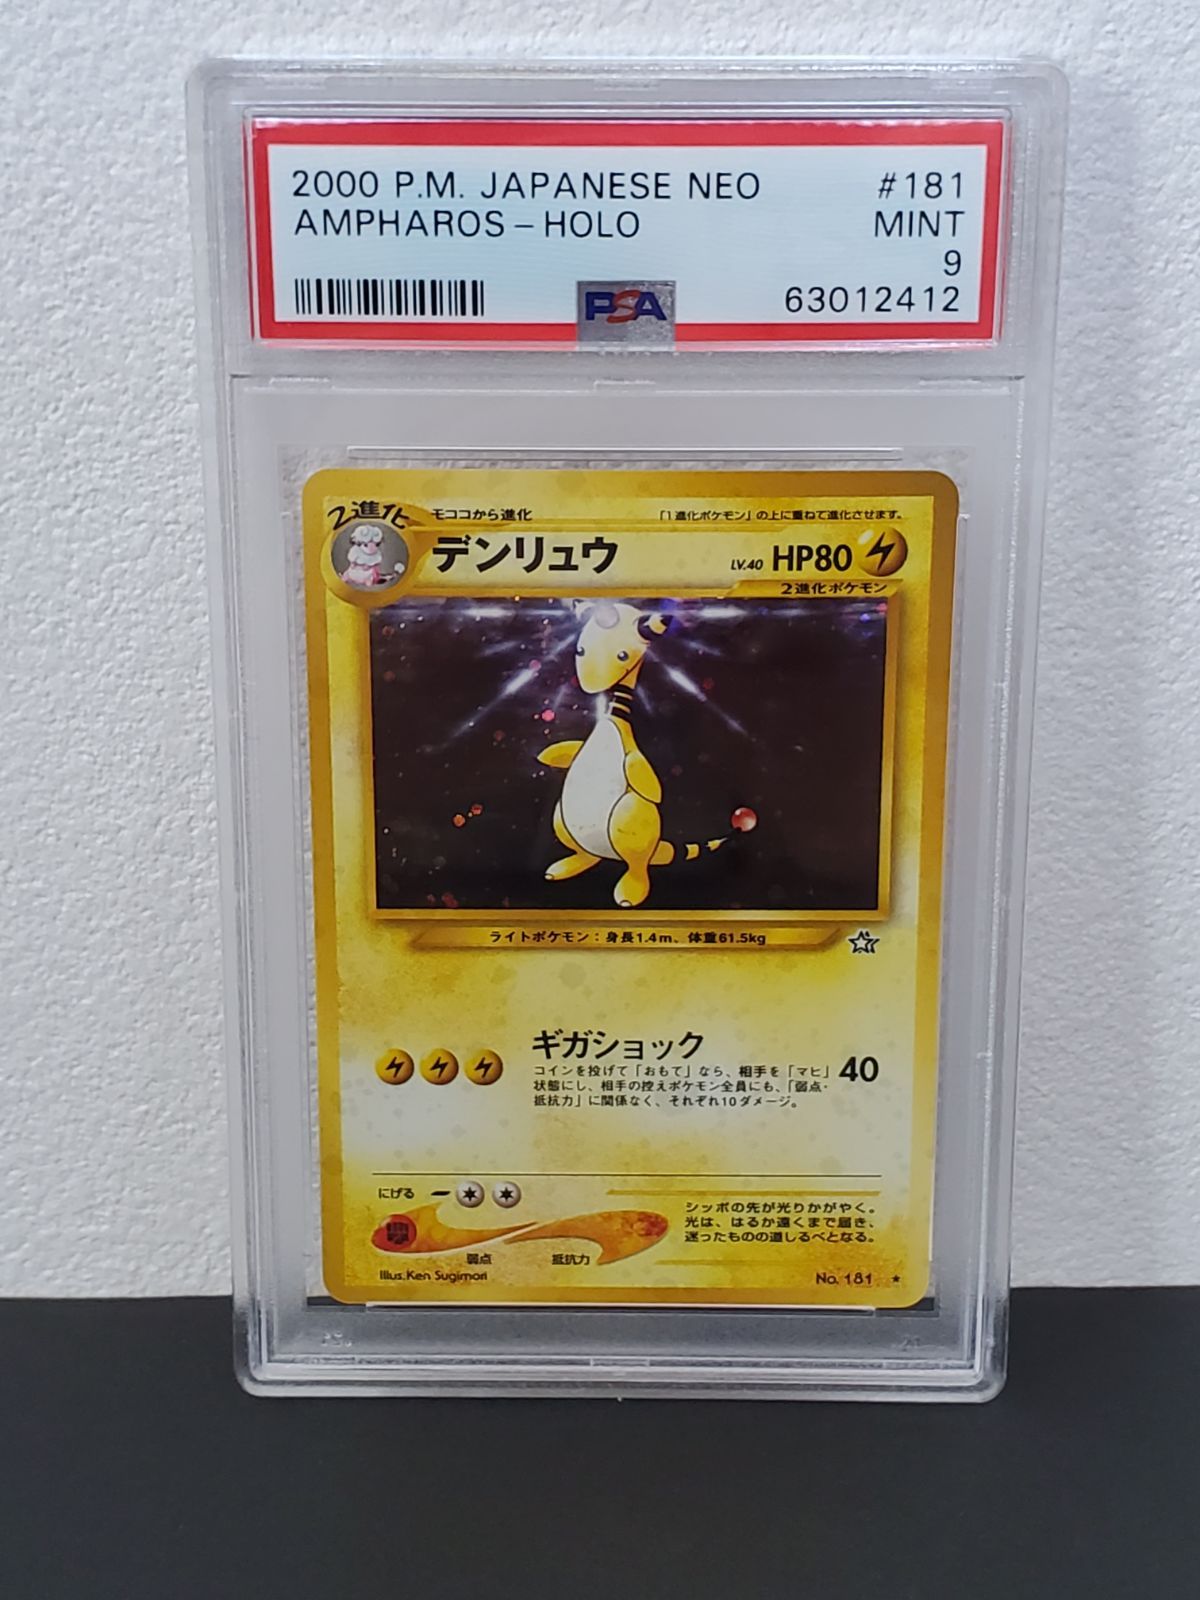 2000 P.M. JAPANESE NEO #181
AMPHAROS - HOLO MINT
9
PSA 63012412
2進化 モココから進化 「1進化ポケモン」の上に重ねて進化させます。
デンリュウ LV.40 HP80
2進化ポケモン
ライトポケモン：身長1.4m、体重61.5kg
ギガショック
コインを投げて「おもて」なら、相手を「マヒ」 40
状態にし、相手の控えポケモン全員にも、「弱点・
抵抗力」に関係なく、それぞれ10ダメージ。
にげる
シッポの先が光りかがやく。
光は、はるか遠くまで届き、
迷ったものの道しるべとなる。
弱点 抵抗力
Illus. Ken Sugimori No. 181 ★